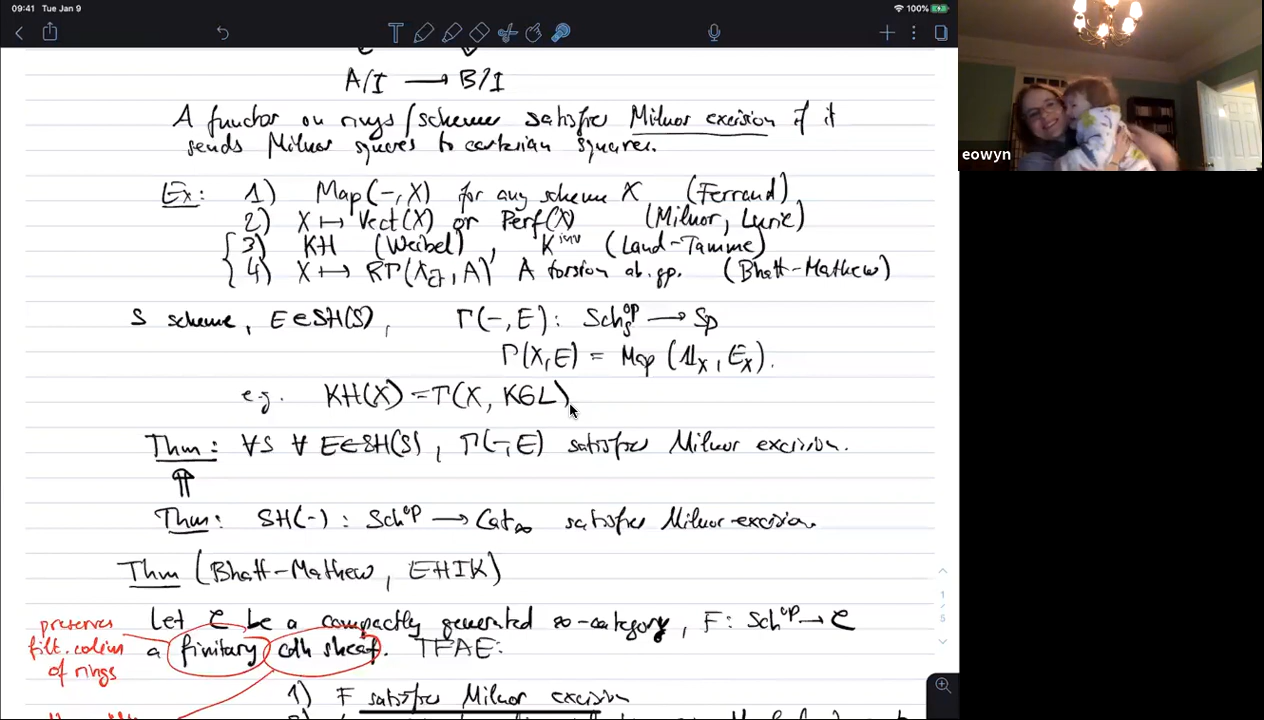 09:41 Tue Jan 9
100%
A/I → B/I
A functor on rings/schemes satisfies Milnor excision if it
sends Milnor squares to cartesian squares.
Ex: 1) Map(-, X) for any scheme X (Ferrand)
2) X ↦ Vect(X) or Perf(X) (Milnor, Lurie)
3) KH (Weibel), K^inv (Land-Tamme)
4) X ↦ RΓ(X_ét, A) A torsion ab. gp. (Bhatt-Mathew)
S scheme, E∈SH(S), Γ(-, E): Sch_S^op → Sp
Γ(X, E) = Map(𝟙_X, E_X).
e.g. KH(X) = Γ(X, KGL)
Thm: ∀S ∀ E∈SH(S), Γ(-, E) satisfies Milnor excision.
⇑
Thm: SH(-): Sch^op → Cat_∞ satisfies Milnor excision
Thm (Bhatt-Mathew, EHIK)
Let C be a compactly generated ∞-category, F: Sch^op → C
a finitary cdh sheaf. TFAE:
preserves
filt. colim
of rings
1) F satisfies Milnor excision
eowyn
1
/
5